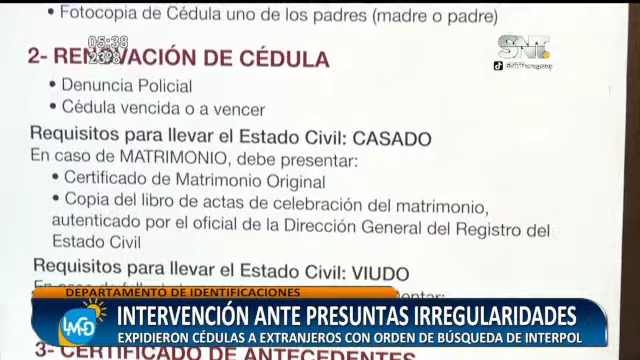 • Fotocopia de Cédula uno de los padres (madre o padre)
05:38
23°8
SNT
SNTParaguay
2- RENOVACIÓN DE CÉDULA
• Denuncia Policial
• Cédula vencida o a vencer
Requisitos para llevar el Estado Civil: CASADO
En caso de MATRIMONIO, debe presentar:
• Certificado de Matrimonio Original
• Copia del libro de actas de celebración del matrimonio,
autenticado por el oficial de la Dirección General del Registro del
Estado Civil
Requisitos para llevar el Estado Civil: VIUDO
DEPARTAMENTO DE IDENTIFICACIONES
LMCD
INTERVENCIÓN ANTE PRESUNTAS IRREGULARIDADES
EXPIDIERON CÉDULAS A EXTRANJEROS CON ORDEN DE BÚSQUEDA DE INTERPOL
3- CERTIFICADO DE ANTECEDENTES